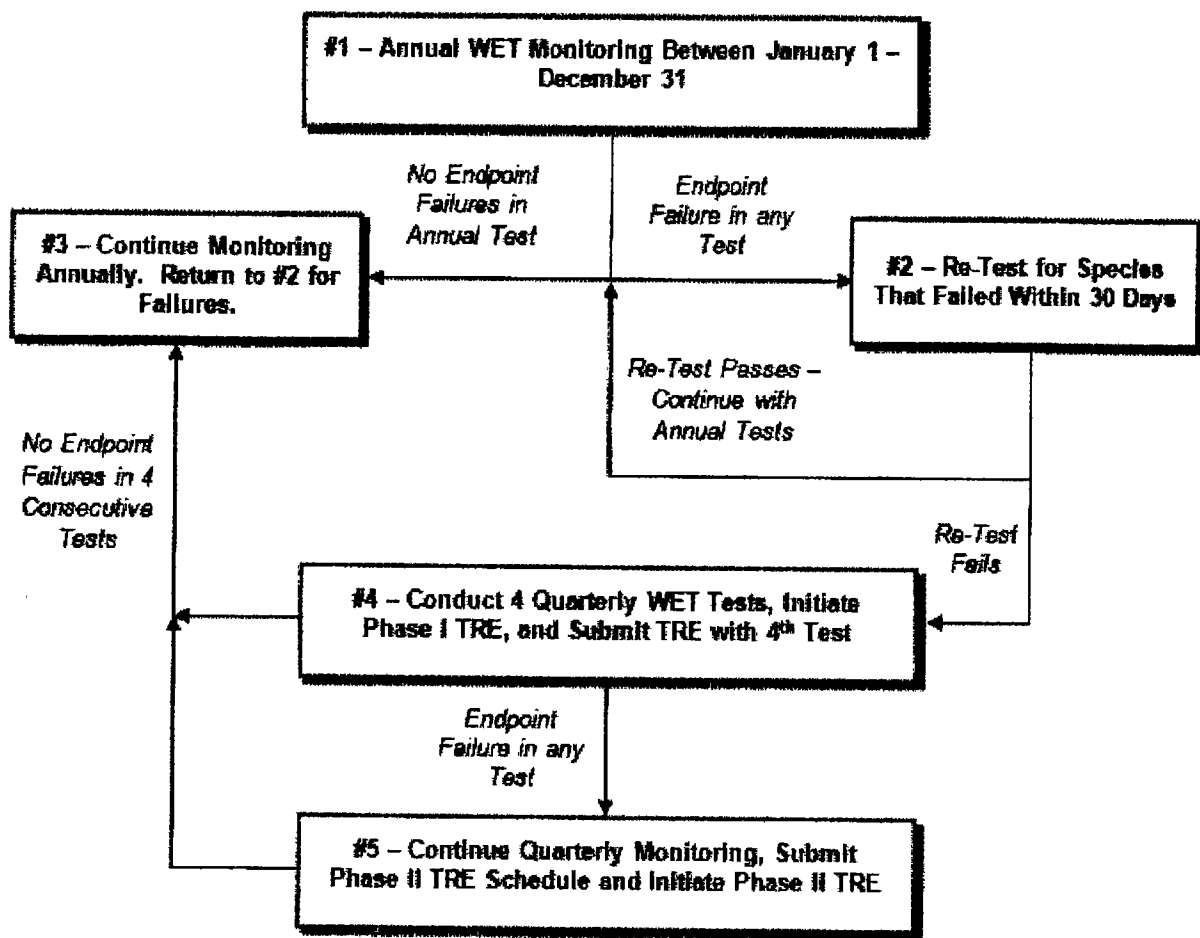 #1 – Annual WET Monitoring Between January 1 –
December 31
No Endpoint
Failures in
Annual Test
Endpoint
Failure in any
Test
#3 – Continue Monitoring
Annually. Return to #2 for
Failures.
#2 – Re-Test for Species
That Failed Within 30 Days
Re-Test Passes –
Continue with
Annual Tests
No Endpoint
Failures in 4
Consecutive
Tests
Re-Test
Fails
#4 – Conduct 4 Quarterly WET Tests, Initiate
Phase I TRE, and Submit TRE with 4th Test
Endpoint
Failure in any
Test
#5 – Continue Quarterly Monitoring, Submit
Phase II TRE Schedule and Initiate Phase II TRE